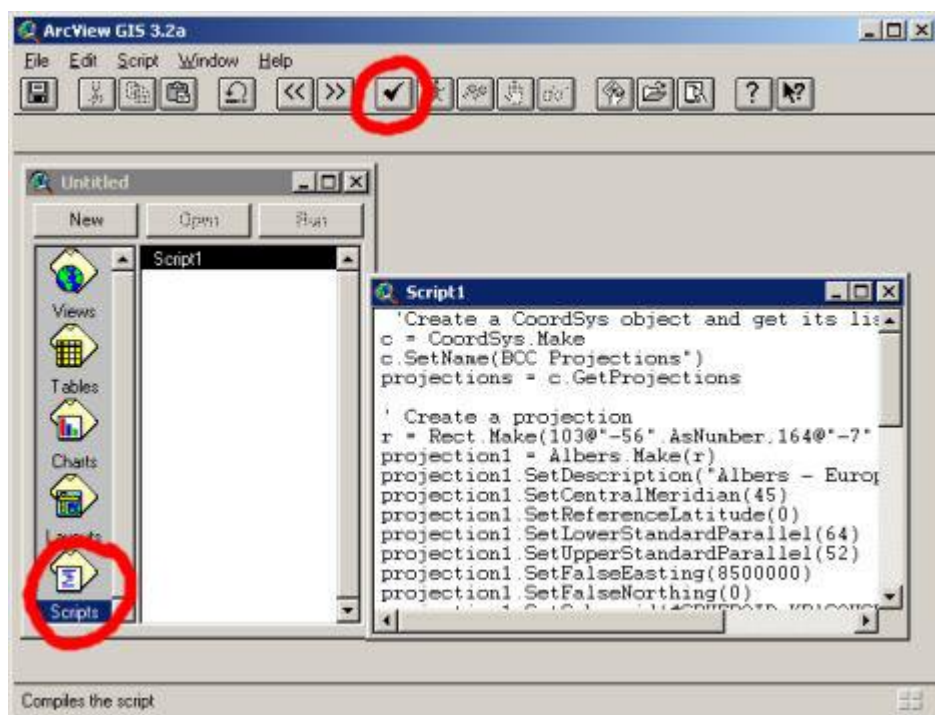 ArcView GIS 3.2a
File Edit Script Window Help
Untitled
New Open Run
Views
Tables
Charts
Layouts
Scripts
Script1
Script1
'Create a CoordSys object and get its lis
c = CoordSys.Make
c.SetName(BCC Projections")
projections = c.GetProjections
' Create a projection
r = Rect.Make(103@"-56".AsNumber,164@"-7"
projection1 = Albers.Make(r)
projection1.SetDescription("Albers - Europ
projection1.SetCentralMeridian(45)
projection1.SetReferenceLatitude(0)
projection1.SetLowerStandardParallel(64)
projection1.SetUpperStandardParallel(52)
projection1.SetFalseEasting(8500000)
projection1.SetFalseNorthing(0)
Compiles the script